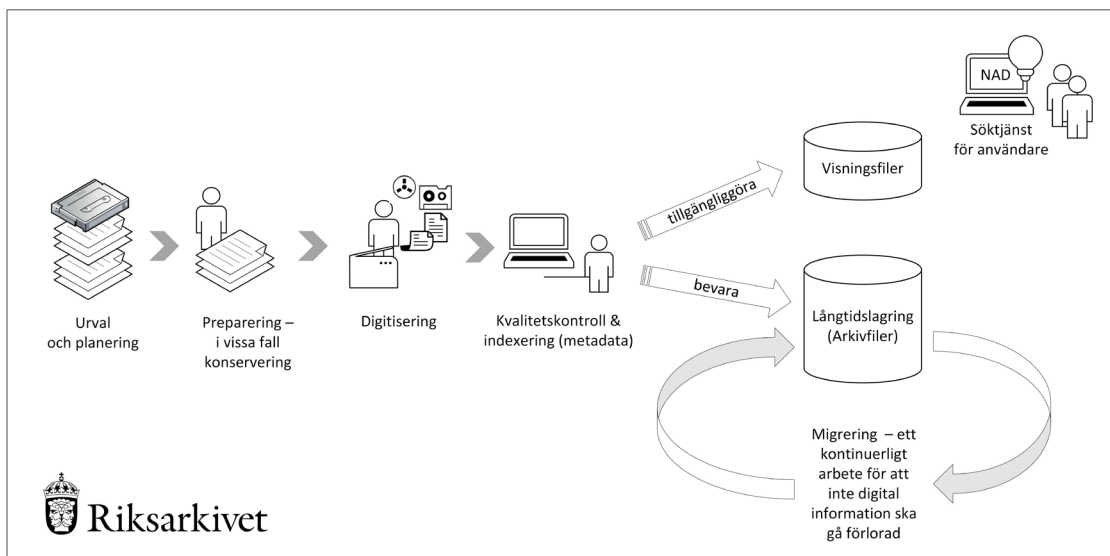 Urval
och planering
Preparering –
i vissa fall
konservering
Digitisering
Kvalitetskontroll &
indexering (metadata)
tillgängliggöra
bevara
Visningsfiler
NAD
Söktjänst
för användare
Långtidslagring
(Arkivfiler)
Migrering – ett
kontinuerligt
arbete för att
inte digital
information ska
gå förlorad
Riksarkivet